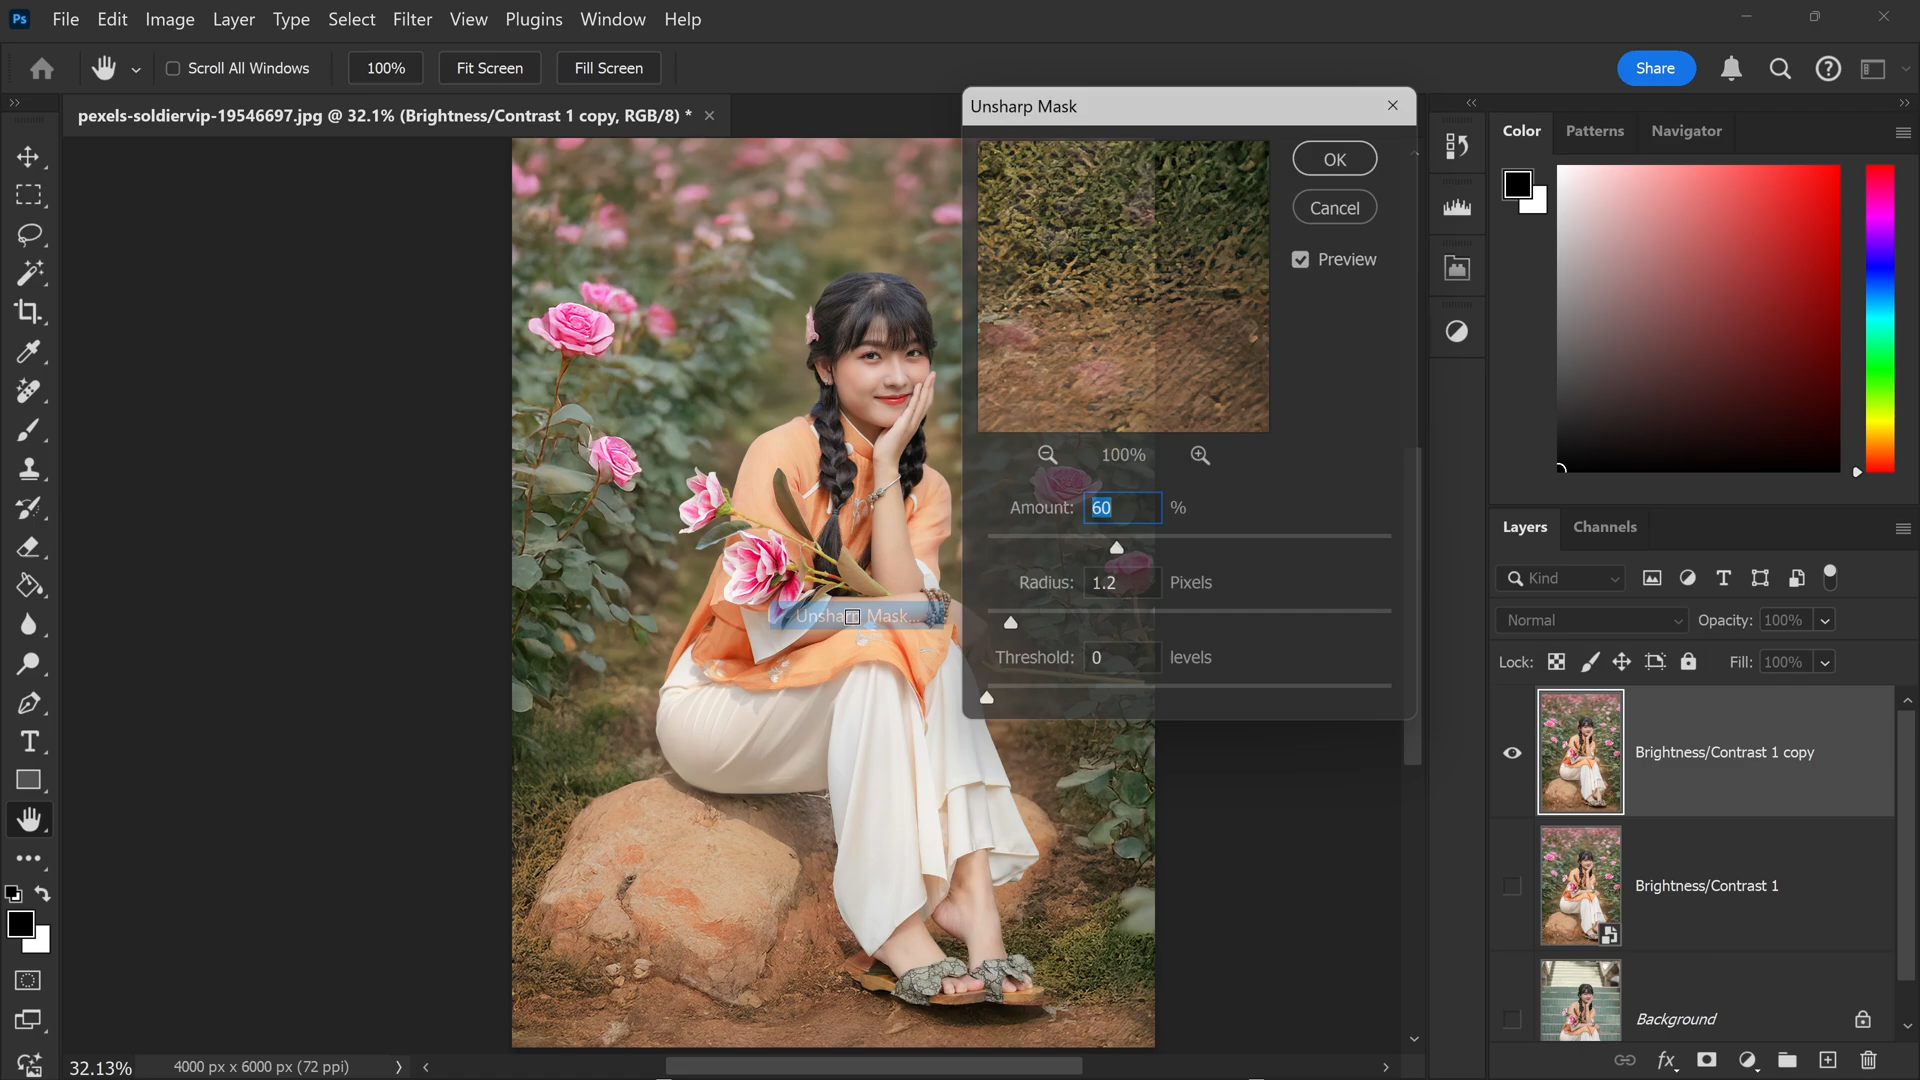 Ps File Edit Image Layer Type Select Filter View Plugins Window Help
Scroll All Windows 100% Fit Screen Fill Screen Share
pexels-soldiervip-19546697.jpg @ 32.1% (Brightness/Contrast 1 copy, RGB/8) *
Unsharp Mask
OK
Cancel
Preview
100%
Amount: 60 %
Radius: 1.2 Pixels
Threshold: 0 levels
Unsharp Mask...
Color Patterns Navigator
Layers Channels
Kind
Normal Opacity: 100%
Lock: Fill: 100%
Brightness/Contrast 1 copy
Brightness/Contrast 1
Background
fx
32.13% 4000 px x 6000 px (72 ppi)